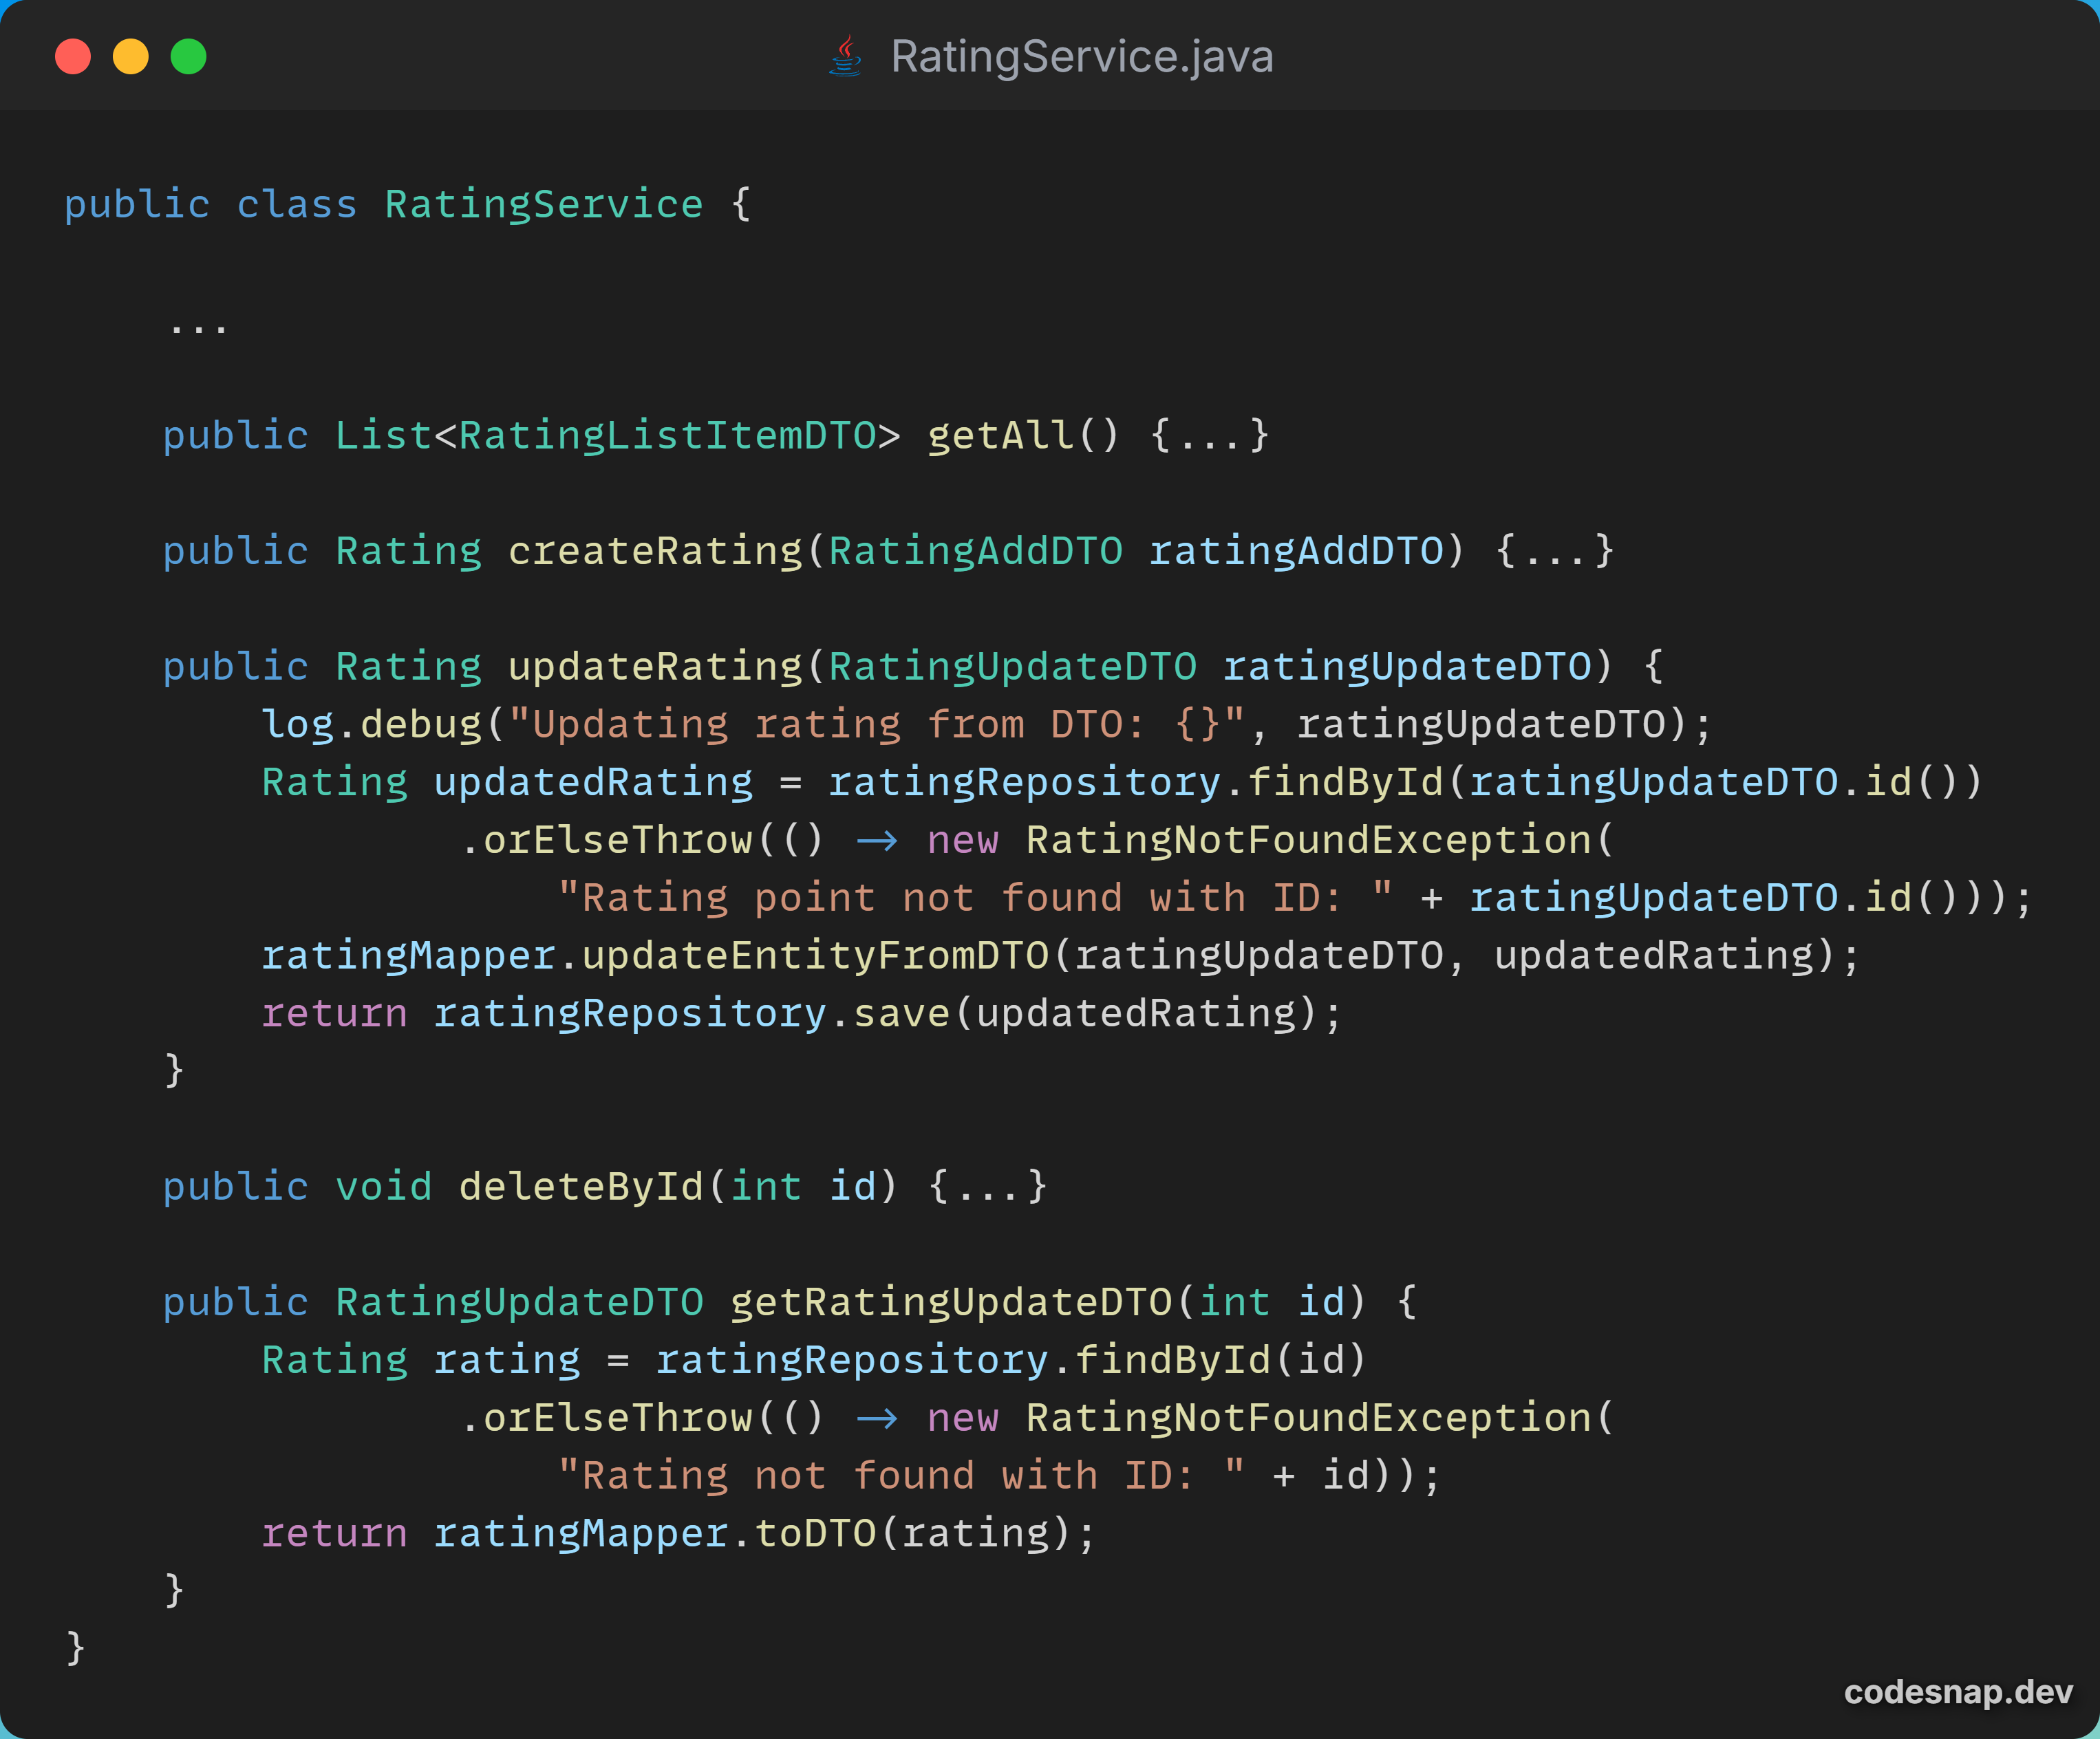 RatingService.java
public class RatingService {
...
public List<RatingListItemDTO> getAll() {...}
public Rating createRating(RatingAddDTO ratingAddDTO) {...}
public Rating updateRating(RatingUpdateDTO ratingUpdateDTO) {
log.debug("Updating rating from DTO: {}", ratingUpdateDTO);
Rating updatedRating = ratingRepository.findById(ratingUpdateDTO.id())
.orElseThrow(() -> new RatingNotFoundException(
"Rating point not found with ID: " + ratingUpdateDTO.id()));
ratingMapper.updateEntityFromDTO(ratingUpdateDTO, updatedRating);
return ratingRepository.save(updatedRating);
}
public void deleteById(int id) {...}
public RatingUpdateDTO getRatingUpdateDTO(int id) {
Rating rating = ratingRepository.findById(id)
.orElseThrow(() -> new RatingNotFoundException(
"Rating not found with ID: " + id));
return ratingMapper.toDTO(rating);
}
}
codesnap.dev